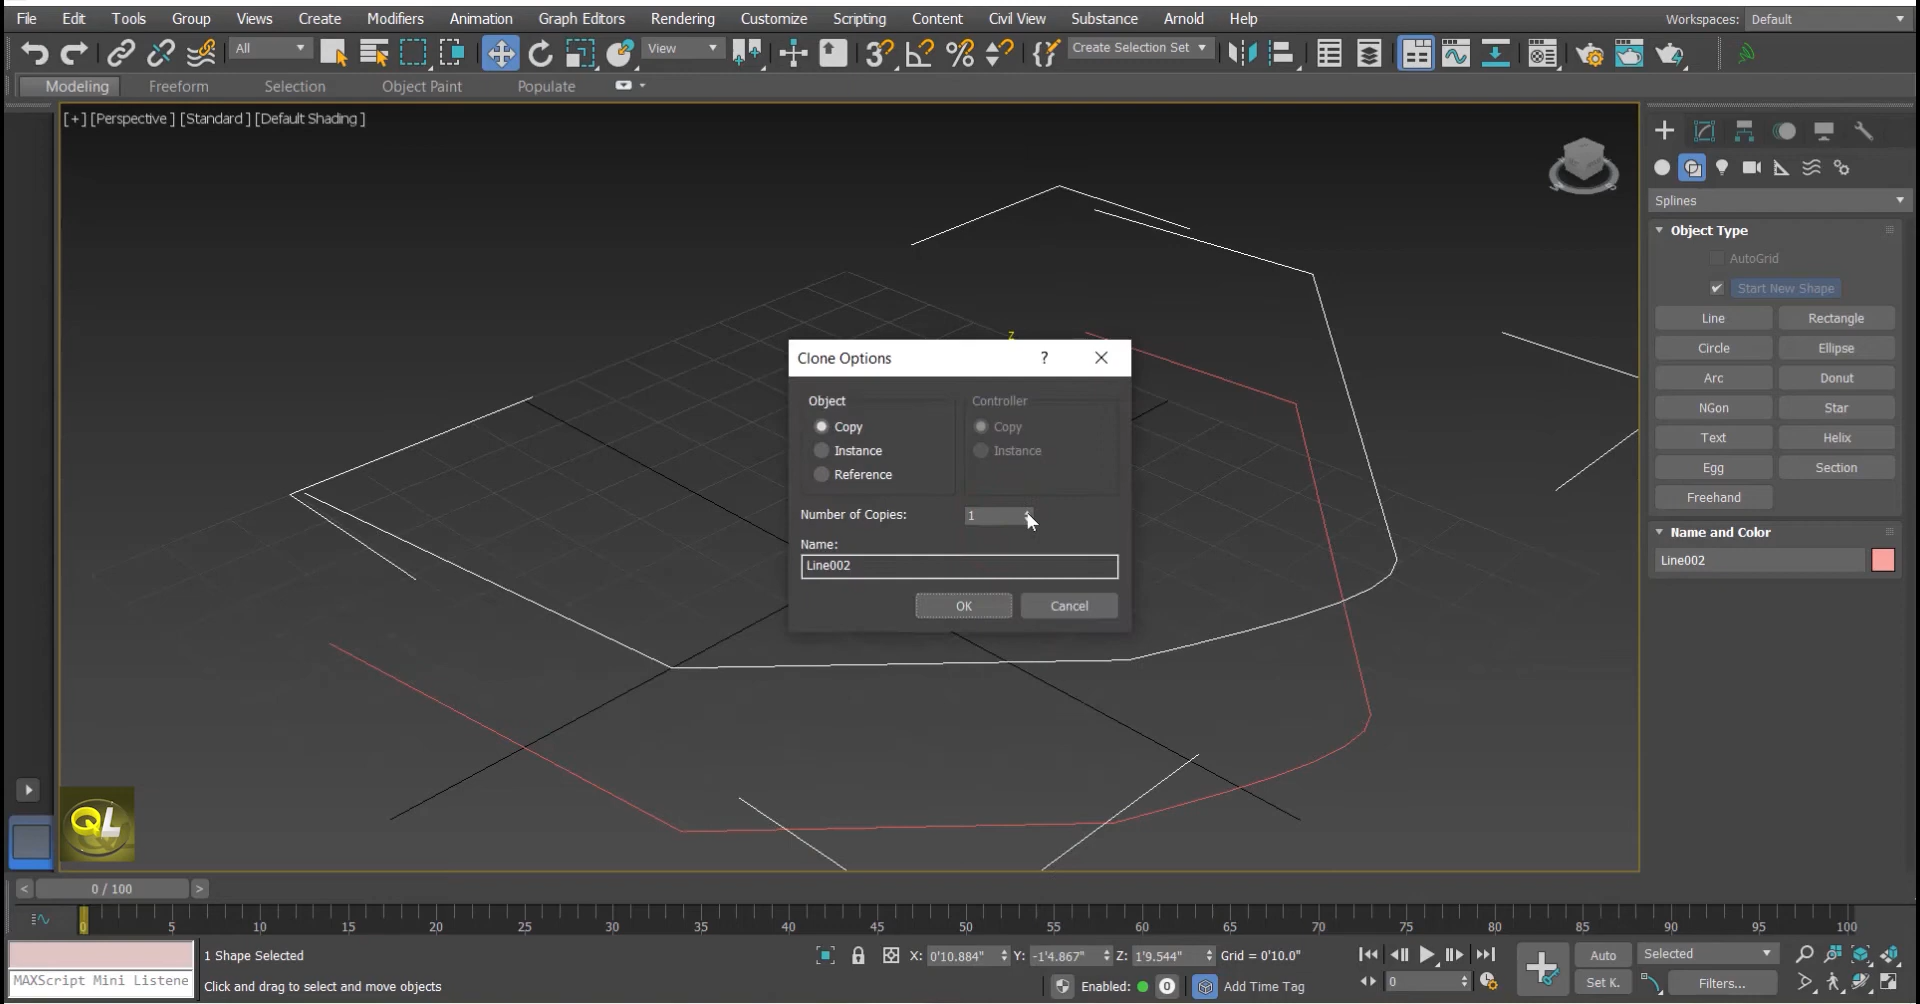 File Edit Tools Group Views Create Modifiers Animation Graph Editors Rendering Customize Scripting Content Civil View Substance Arnold Help Workspaces: Default
All View 3 Create Selection Set
Modeling Freeform Selection Object Paint Populate
[+] [Perspective ] [Standard ] [Default Shading ]
Splines
Object Type
AutoGrid
Start New Shape
Line Rectangle
Circle Ellipse
Arc Donut
NGon Star
Text Helix
Egg Section
Freehand
Name and Color
Line002
z
Clone Options ? ×
Object Controller
Copy Copy
Instance Instance
Reference
Number of Copies: 1
Name:
Line002
OK Cancel
W S
QL
< 0 / 100 >
0 5 10 15 20 25 30 35 40 45 50 55 60 65 70 75 80 85 90 95 100
1 Shape Selected X: 0'10.884" Y: -1'4.867" Z: 1'9.544" Grid = 0'10.0" Auto Selected
MAXScript Mini Listene Click and drag to select and move objects Enabled: 0 Add Time Tag 0 Set K. Filters...